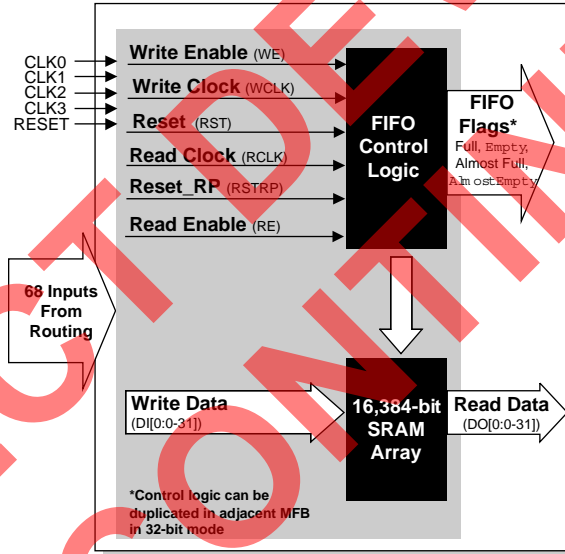 CLK0
CLK1
CLK2
CLK3
RESET
Write Enable (WE)
Write Clock (WCLK)
Reset (RST)
Read Clock (RCLK)
Reset_RP (RSTRP)
Read Enable (RE)
FIFO
Control
Logic
FIFO
Flags*
Full, Empty,
Almost Full,
AlmostEmpty
68 Inputs
From
Routing
Write Data
(DI[0:0-31])
16,384-bit
SRAM
Array
Read Data
(DO[0:0-31])
*Control logic can be
duplicated in adjacent MFB
in 32-bit mode